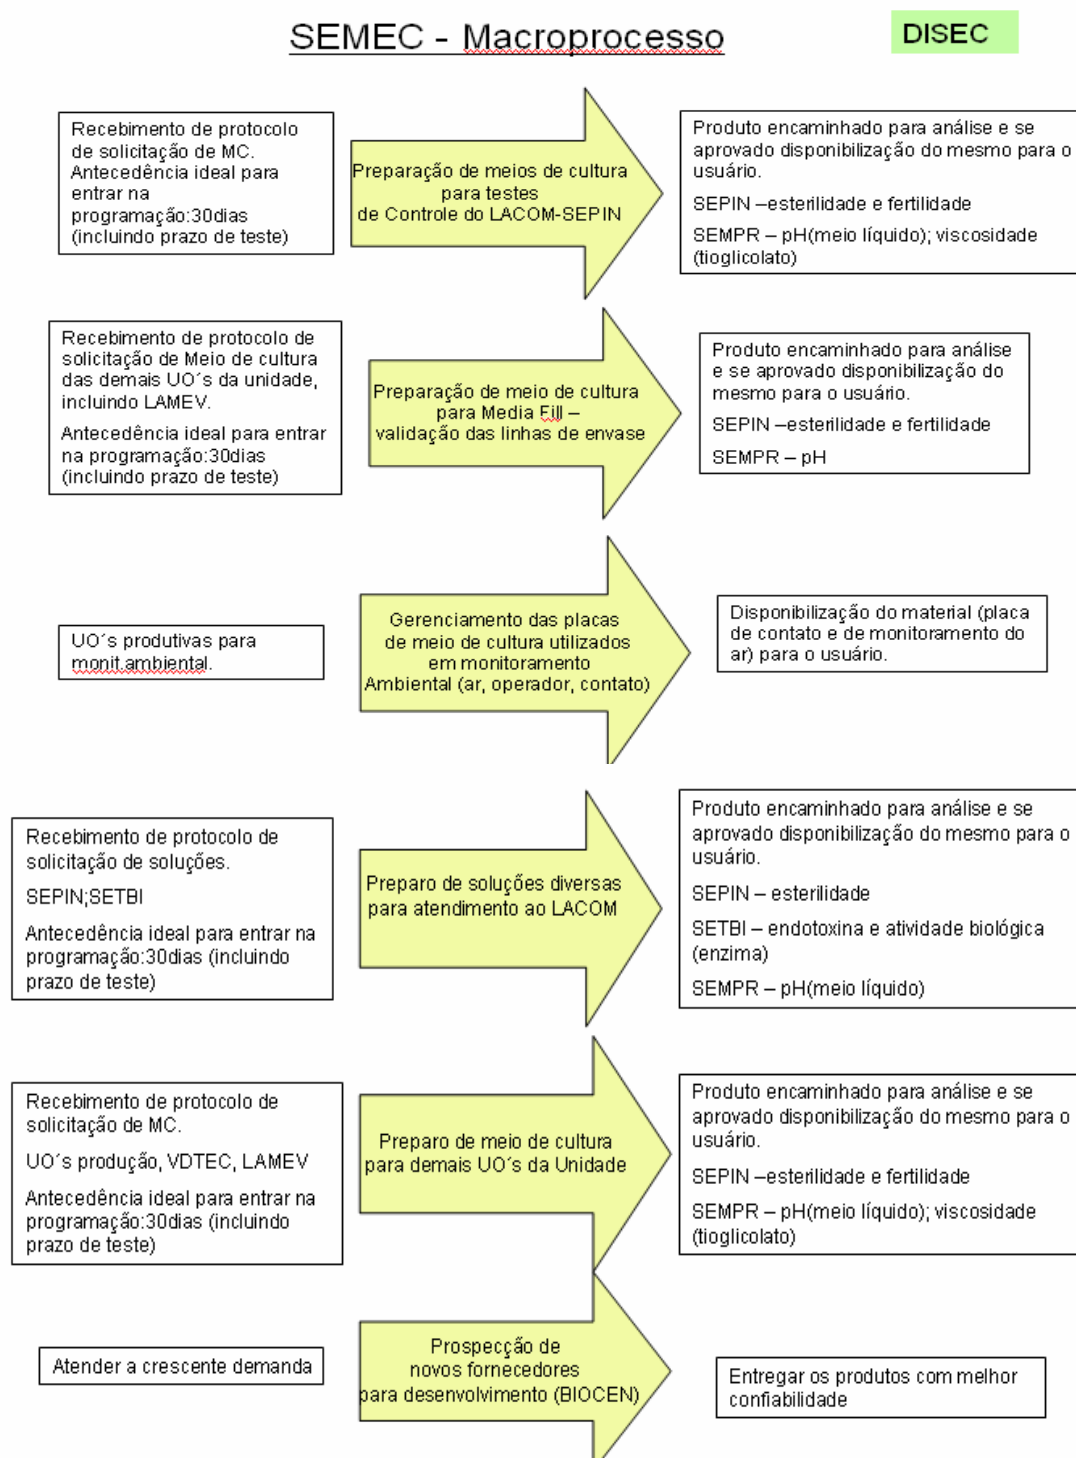 SEMEC - Macroprocesso
DISEC
Recebimento de protocolo
de solicitação de MC.
Antecedência ideal para
entrar na
programação:30dias
(incluindo prazo de teste)
Preparação de meios de cultura
para testes
de Controle do LACOM-SEPIN
Produto encaminhado para análise e se
aprovado disponibilização do mesmo para o
usuário.
SEPIN –esterilidade e fertilidade
SEMPR – pH(meio líquido); viscosidade
(tioglicolato)
Recebimento de protocolo de
solicitação de Meio de cultura
das demais UO´s da unidade,
incluindo LAMEV.
Antecedência ideal para entrar
na programação:30dias
(incluindo prazo de teste)
Preparação de meio de cultura
para Media Fill –
validação das linhas de envase
Produto encaminhado para análise
e se aprovado disponibilização do
mesmo para o usuário.
SEPIN –esterilidade e fertilidade
SEMPR – pH
UO´s produtivas para
monit.ambiental.
Gerenciamento das placas
de meio de cultura utilizados
em monitoramento
Ambiental (ar, operador, contato)
Disponibilização do material (placa
de contato e de monitoramento do
ar) para o usuário.
Recebimento de protocolo de
solicitação de soluções.
SEPIN;SETBI
Antecedência ideal para entrar na
programação:30dias (incluindo
prazo de teste)
Preparo de soluções diversas
para atendimento ao LACOM
Produto encaminhado para análise e se
aprovado disponibilização do mesmo para o
usuário.
SEPIN – esterilidade
SETBI – endotoxina e atividade biológica
(enzima)
SEMPR – pH(meio líquido)
Recebimento de protocolo de
solicitação de MC.
UO´s produção, VDTEC, LAMEV
Antecedência ideal para entrar na
programação:30dias (incluindo
prazo de teste)
Preparo de meio de cultura
para demais UO´s da Unidade
Produto encaminhado para análise e se
aprovado disponibilização do mesmo para o
usuário.
SEPIN –esterilidade e fertilidade
SEMPR – pH(meio líquido); viscosidade
(tioglicolato)
Atender a crescente demanda
Prospecção de
novos fornecedores
para desenvolvimento (BIOCEN)
Entregar os produtos com melhor
confiabilidade